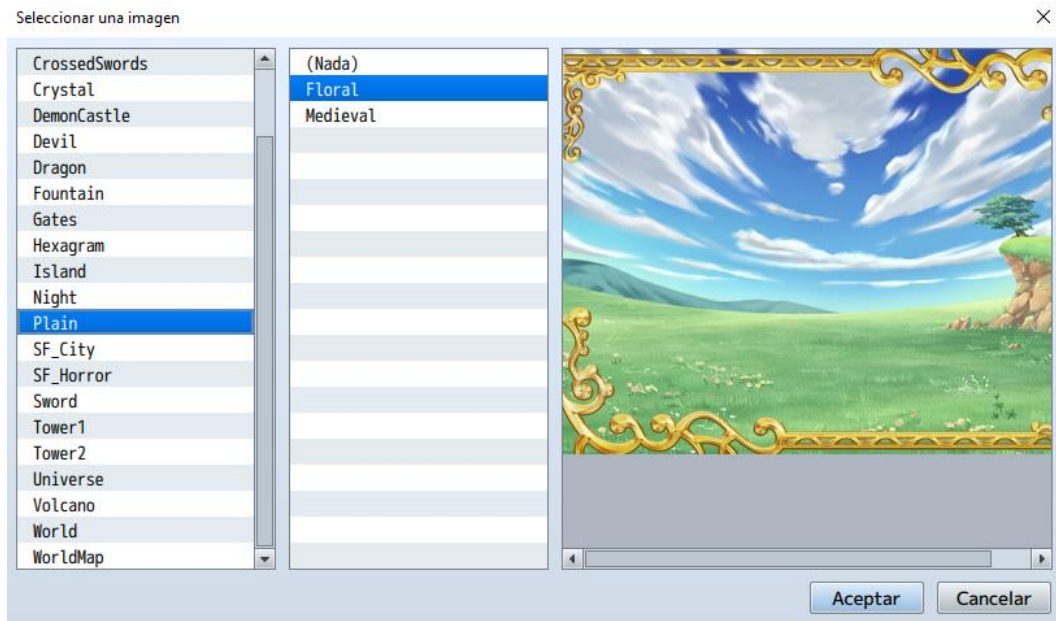 Seleccionar una imagen
CrossedSwords
Crystal
DemonCastle
Devil
Dragon
Fountain
Gates
Hexagram
Island
Night
Plain
SF_City
SF_Horror
Sword
Tower1
Tower2
Universe
Volcano
World
WorldMap
(Nada)
Floral
Medieval
Aceptar
Cancelar